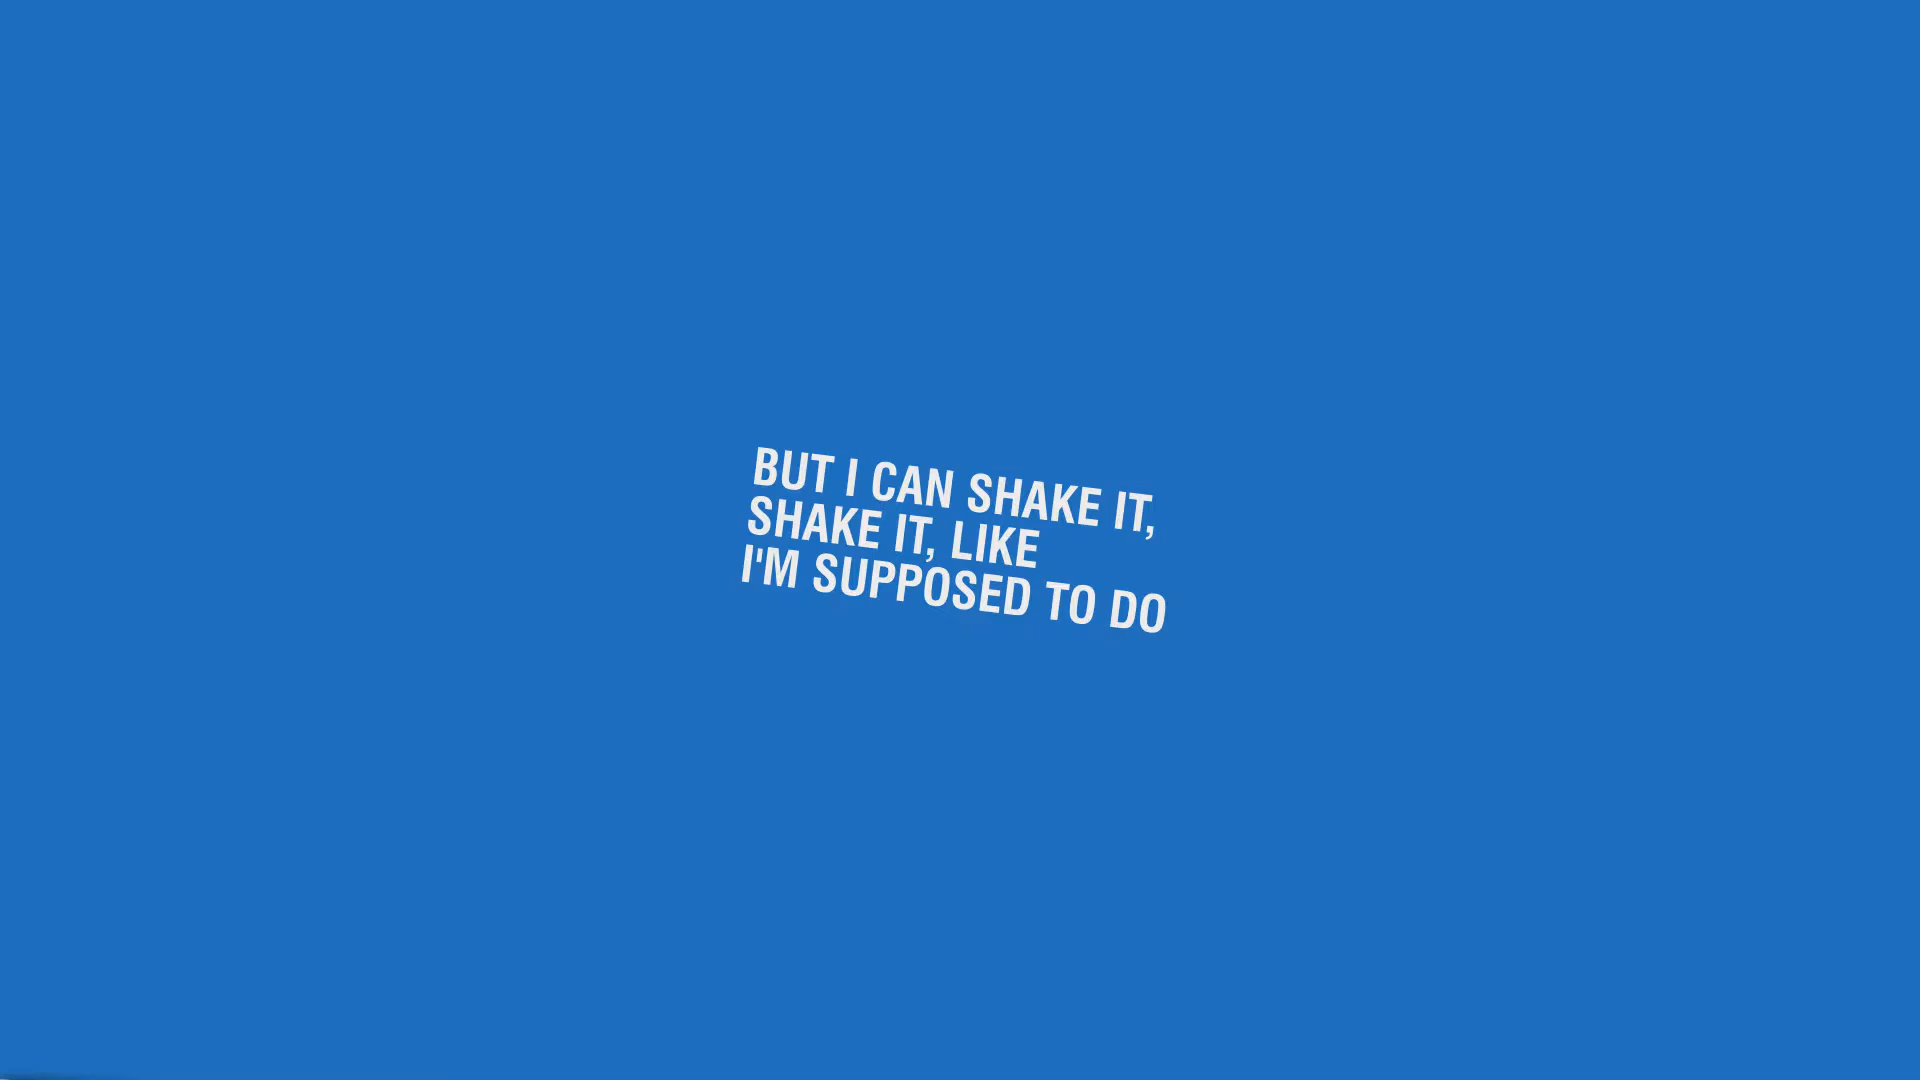 BUT I CAN SHAKE IT,
SHAKE IT, LIKE
I'M SUPPOSED TO DO